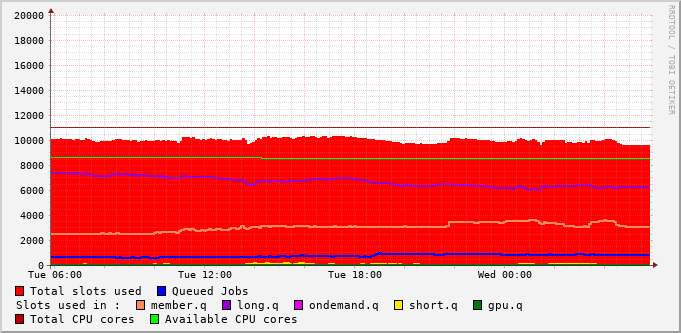 20000
18000
16000
14000
12000
10000
8000
6000
4000
2000
0
Tue 06:00 Tue 12:00 Tue 18:00 Wed 00:00
RRDTOOL / TOBI OETIKER
Total slots used Queued Jobs
Slots used in : member.q long.q ondemand.q short.q gpu.q
Total CPU cores Available CPU cores